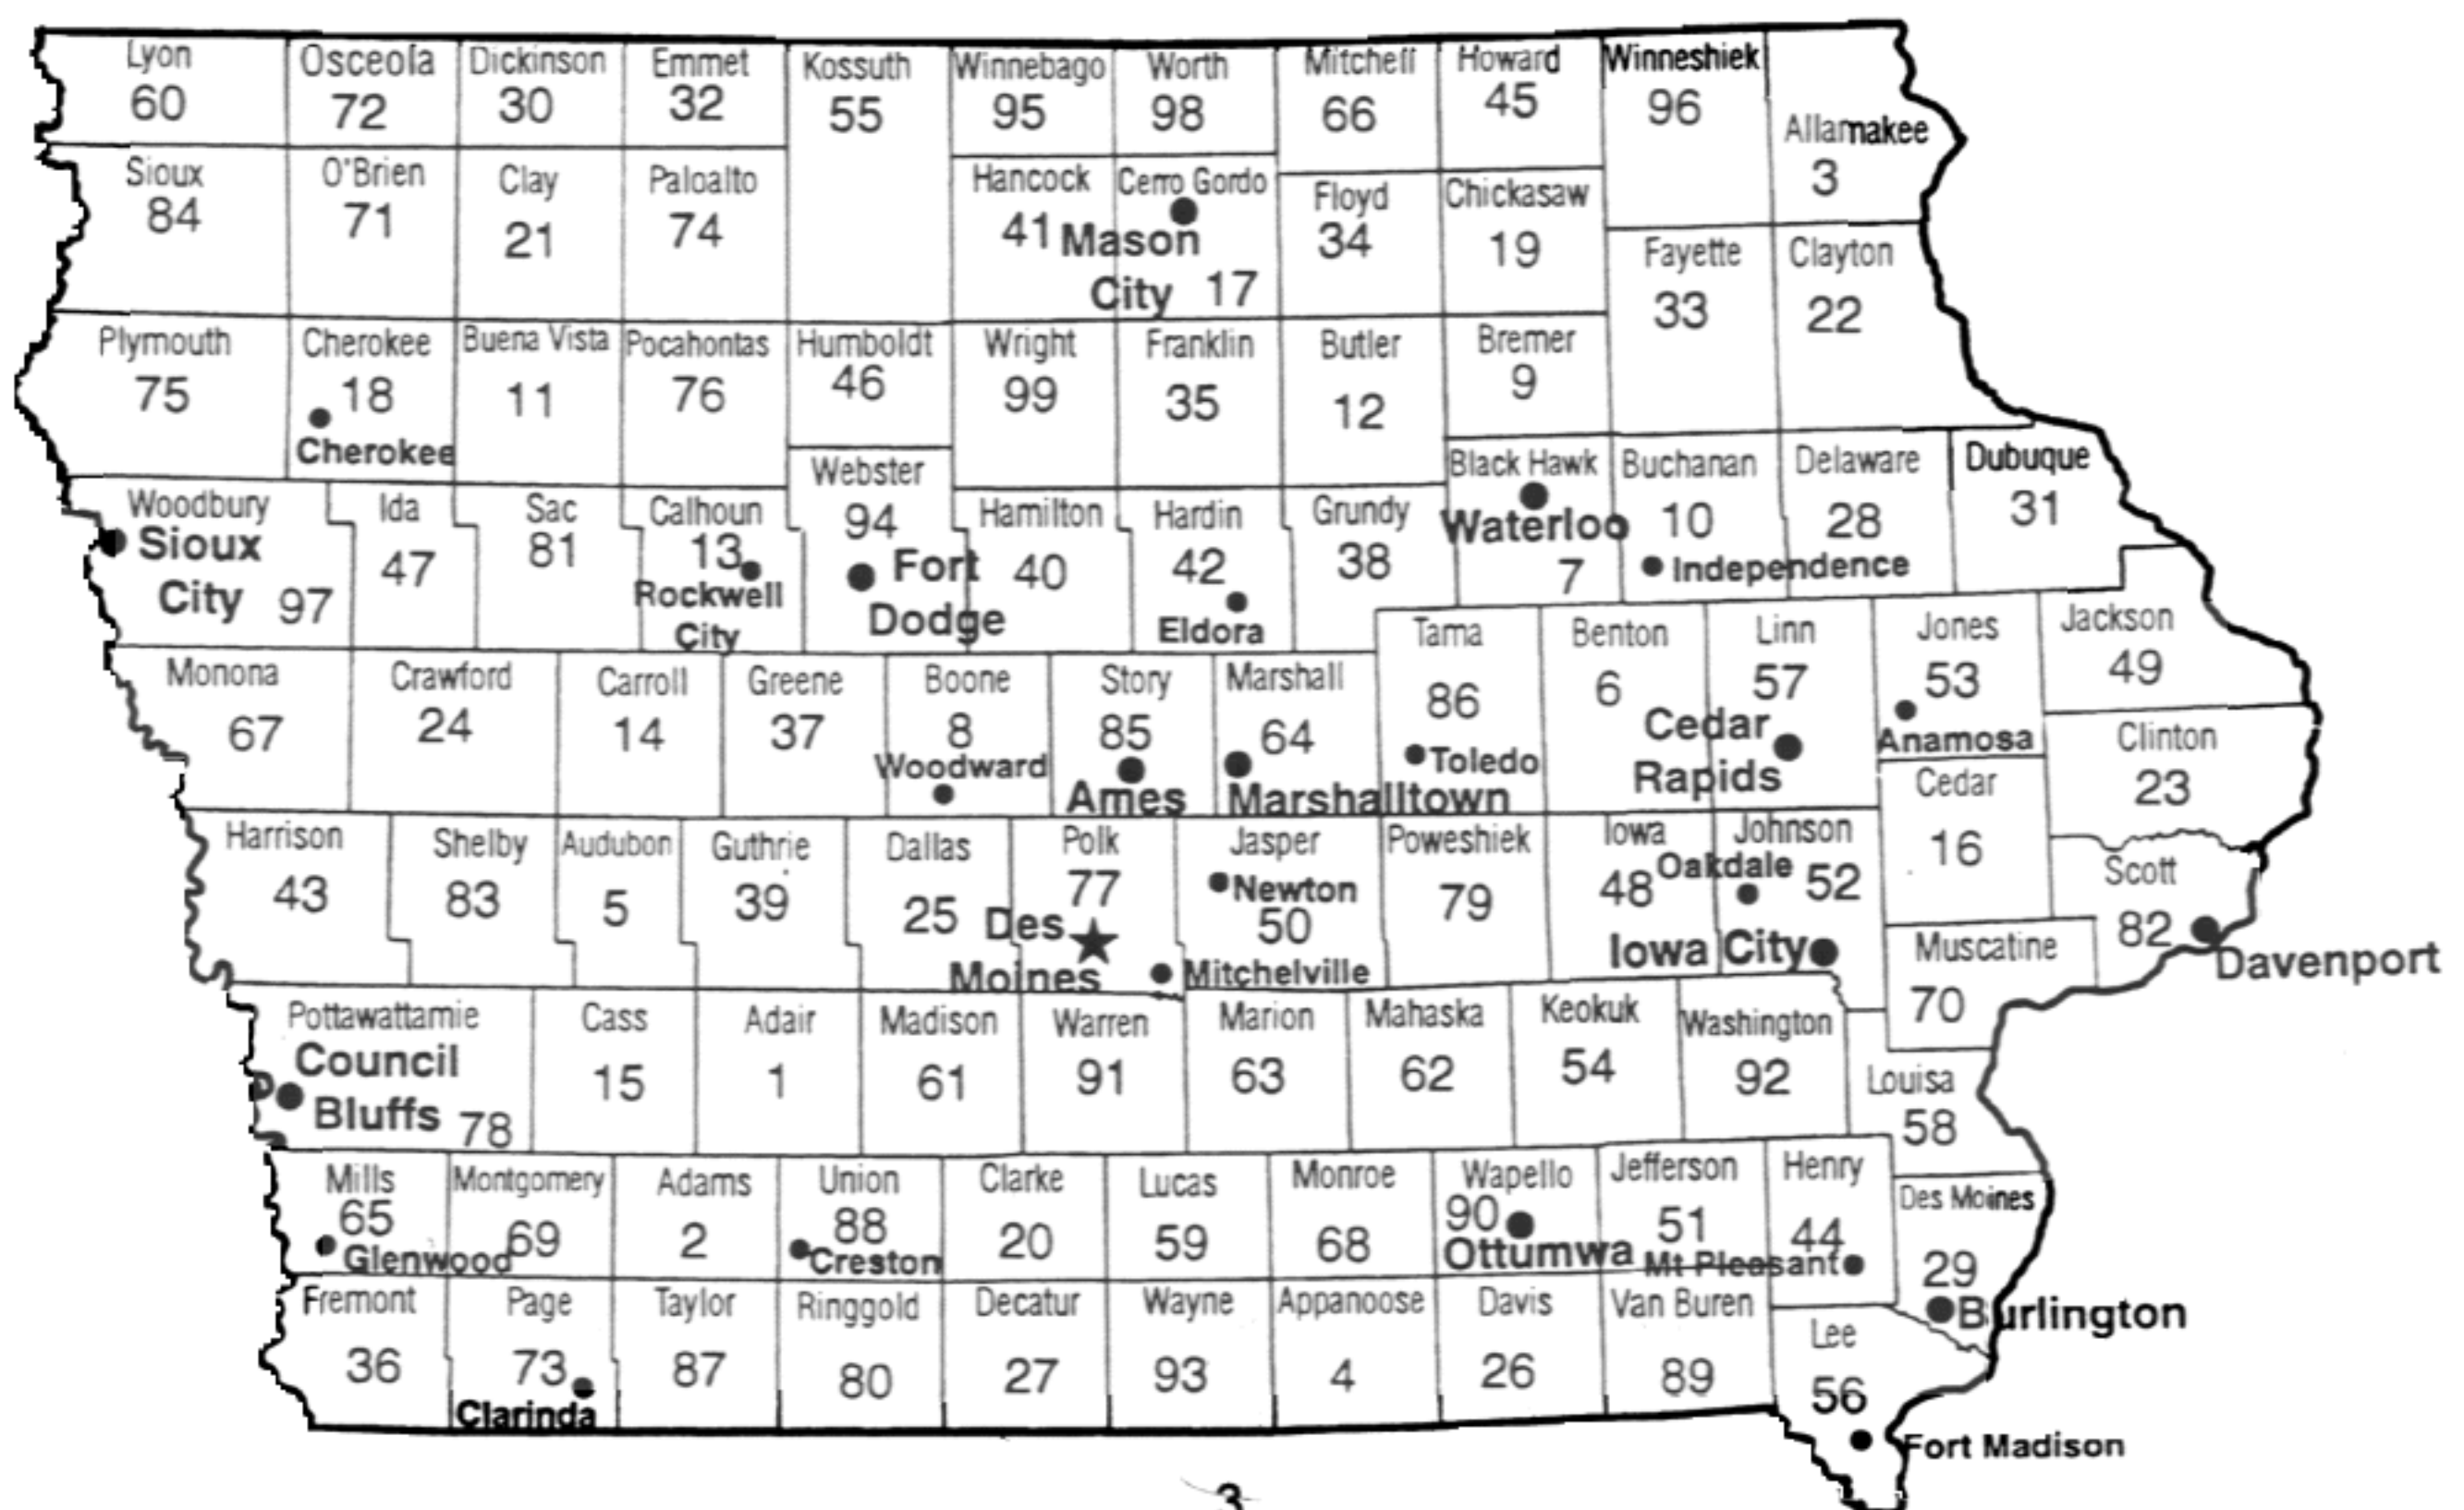 Lyon
60
Osceola
72
Dickinson
30
Emmet
32
Kossuth
55
Winnebago
95
Worth
98
Mitchell
66
Howard
45
Winneshiek
96
Allamakee
3
Sioux
84
O'Brien
71
Clay
21
Paloalto
74
Hancock
41
Cerro Gordo
Mason
City 17
Floyd
34
Chickasaw
19
Fayette
33
Clayton
22
Plymouth
75
Cherokee
18
Cherokee
Buena Vista
11
Pocahontas
76
Humboldt
46
Wright
99
Franklin
35
Butler
12
Bremer
9
Woodbury
Sioux
City 97
Ida
47
Sac
81
Calhoun
13
Rockwell
City
Webster
94
Fort
Dodge
Hamilton
40
Hardin
42
Eldora
Grundy
38
Black Hawk
Waterloo
7
Buchanan
10
Independence
Delaware
28
Dubuque
31
Monona
67
Crawford
24
Carroll
14
Greene
37
Boone
8
Woodward
Story
85
Ames
Marshall
64
Marshalltown
Tama
86
Toledo
Benton
6
Linn
57
Cedar
Rapids
Jones
53
Anamosa
Jackson
49
Clinton
23
Harrison
43
Shelby
83
Audubon
5
Guthrie
39
Dallas
25
Polk
77
Des
Moines
Jasper
Newton
50
Mitchelville
Poweshiek
79
Iowa
48
Johnson
Oakdale 52
Iowa City
Cedar
16
Scott
82
Davenport
Muscatine
70
Pottawattamie
Council
Bluffs 78
Cass
15
Adair
1
Madison
61
Warren
91
Marion
63
Mahaska
62
Keokuk
54
Washington
92
Louisa
58
Mills
65
Glenwood
Montgomery
69
Adams
2
Union
88
Creston
Clarke
20
Lucas
59
Monroe
68
Wapello
90
Ottumwa
Jefferson
51
Henry
44
Mt Pleasant
Des Moines
29
Burlington
Fremont
36
Page
73
Clarinda
Taylor
87
Ringgold
80
Decatur
27
Wayne
93
Appanoose
4
Davis
26
Van Buren
89
Lee
56
Fort Madison
3